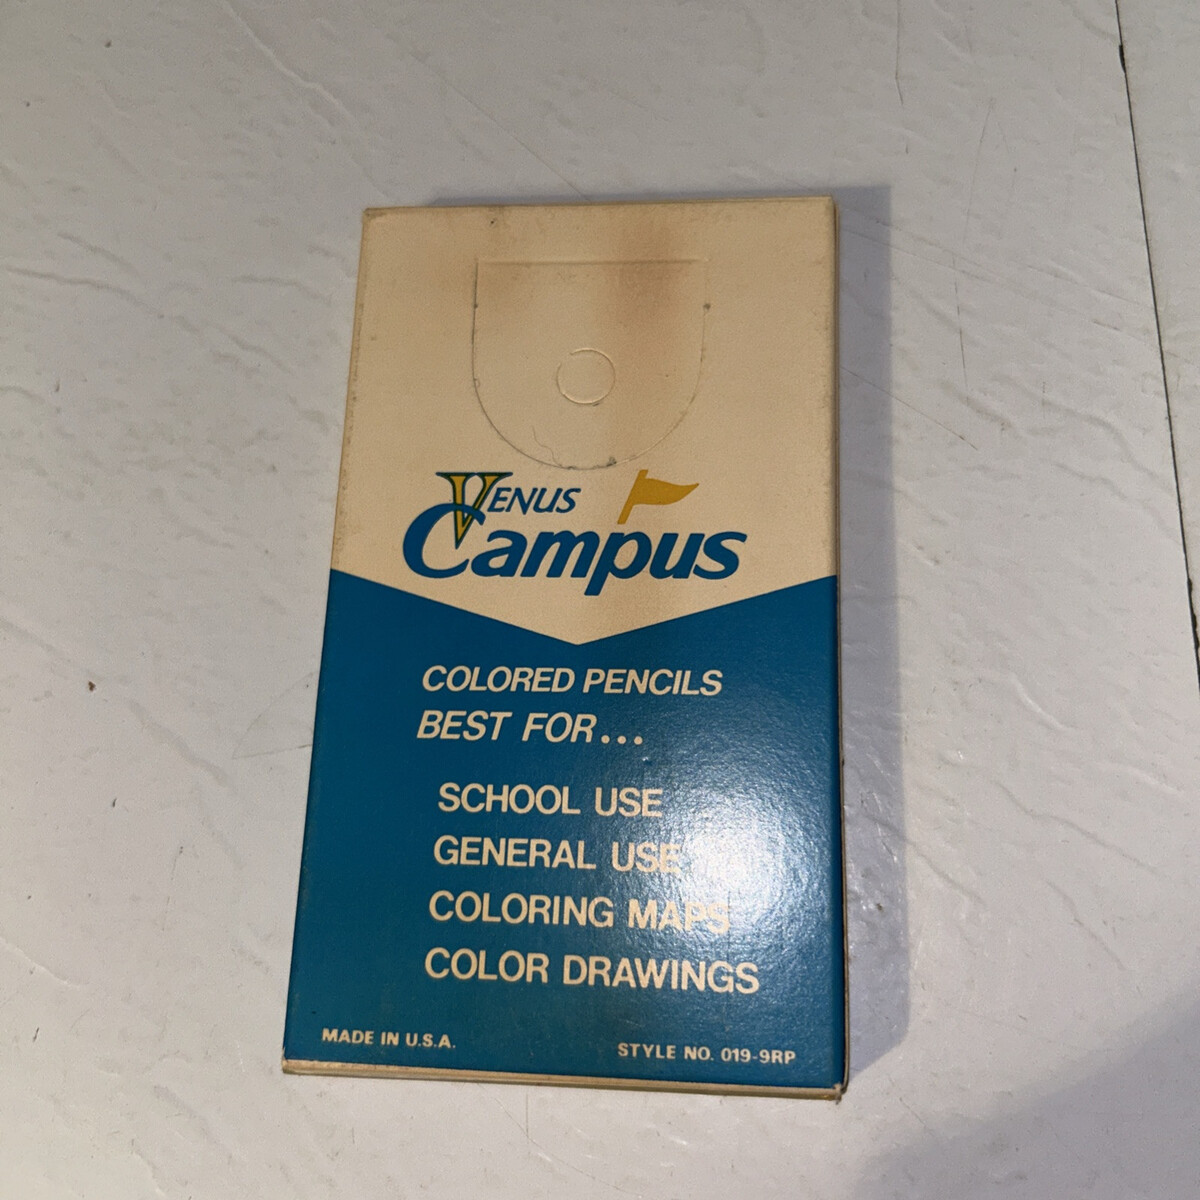 VENUS
Campus
COLORED PENCILS
BEST FOR...
SCHOOL USE
GENERAL USE
COLORING MAPS
COLOR DRAWINGS
MADE IN U.S.A.
STYLE NO. 019-9RP